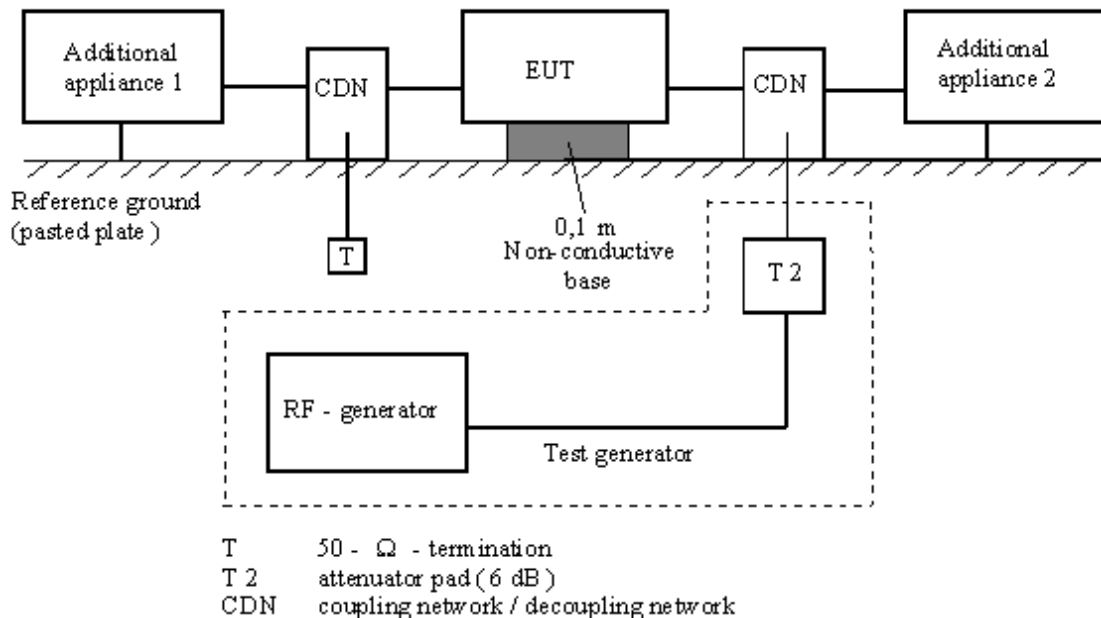 Additional
appliance 1
CDN
EUT
CDN
Additional
appliance 2
Reference ground
(pasted plate )
0,1 m
Non-conductive
base
T
T 2
RF - generator
Test generator
T 50 - Ω - termination
T 2 attenuator pad ( 6 dB )
CDN coupling network / decoupling network